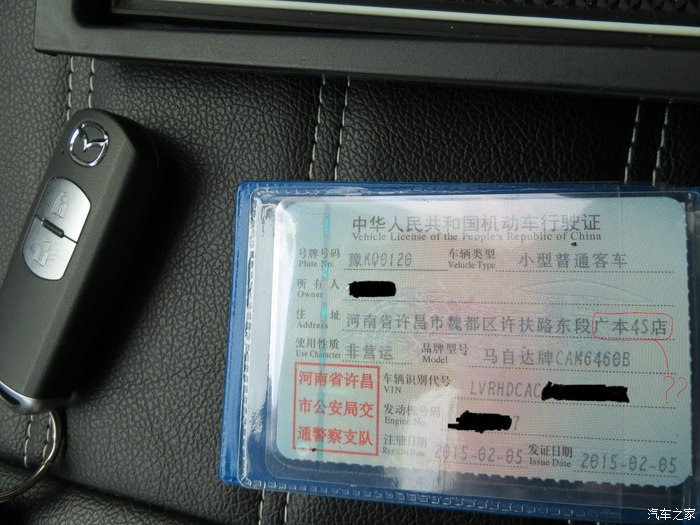 中华人民共和国机动车行驶证
Vehicle License of the People's Republic of China
号牌号码 豫KQ0120 车辆类型 小型普通客车
Plate No. Vehicle Type
所有人
Owner
住址 河南省许昌市魏都区许扶路东段广本4S店
Address
使用性质 非营运 品牌型号 马自达牌CAM6460B
Use Character Model
河南省许昌
市公安局交
通警察支队
车辆识别代号 LVRHDCAC
VIN
??
发动机号码 7
Engine No.
注册日期 2015-02-05 发证日期 2015-02-05
Register Date Issue Date
汽车之家